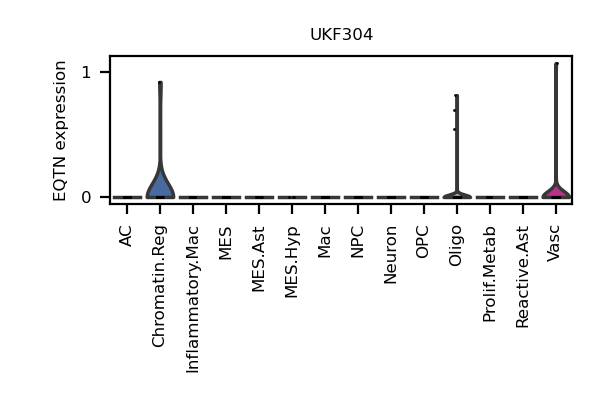 UKF304
EQTN expression
1
0
AC
Chromatin.Reg
Inflammatory.Mac
MES
MES.Ast
MES.Hyp
Mac
NPC
Neuron
OPC
Oligo
Prolif.Metab
Reactive.Ast
Vasc